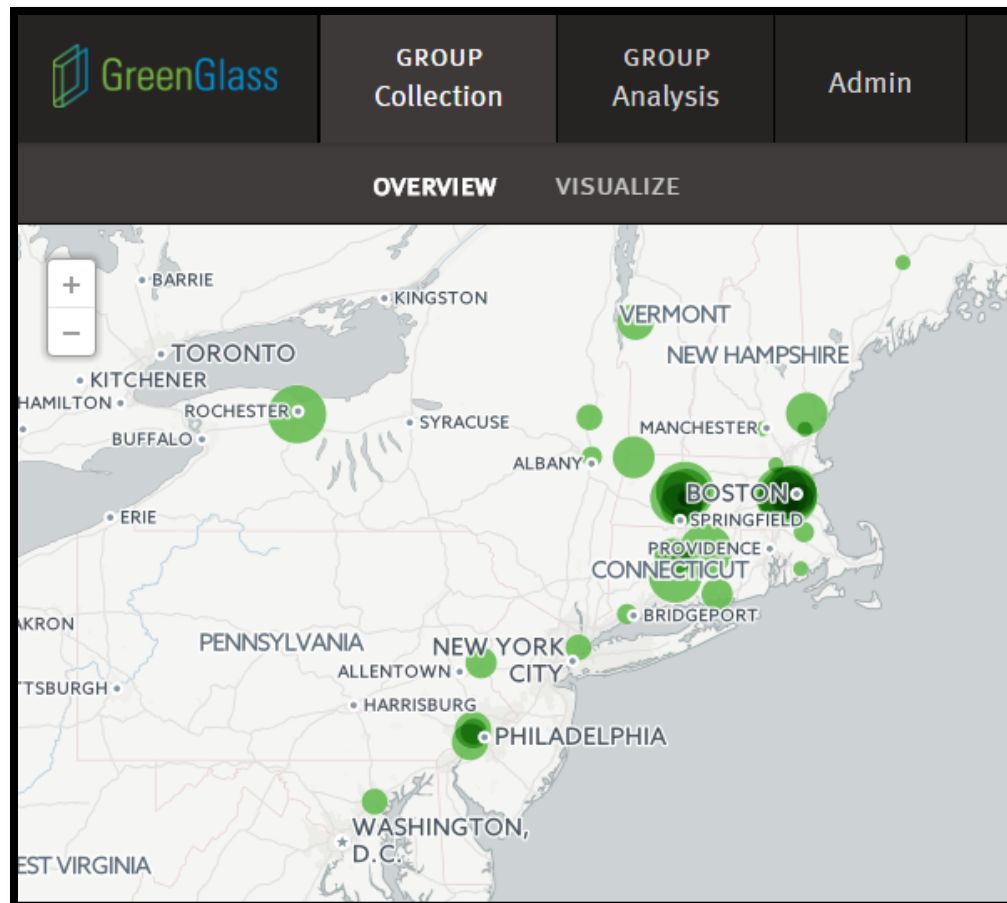 GreenGlass
GROUP
Collection
GROUP
Analysis
Admin
OVERVIEW
VISUALIZE
+
−
BARRIE
KINGSTON
VERMONT
TORONTO
NEW HAMPSHIRE
KITCHENER
HAMILTON
ROCHESTER
SYRACUSE
MANCHESTER
BUFFALO
ALBANY
BOSTON
ERIE
SPRINGFIELD
PROVIDENCE
CONNECTICUT
BRIDGEPORT
AKRON
PENNSYLVANIA
NEW YORK
CITY
ALLENTOWN
TTSBURGH
HARRISBURG
PHILADELPHIA
WASHINGTON,
D.C.
EST VIRGINIA